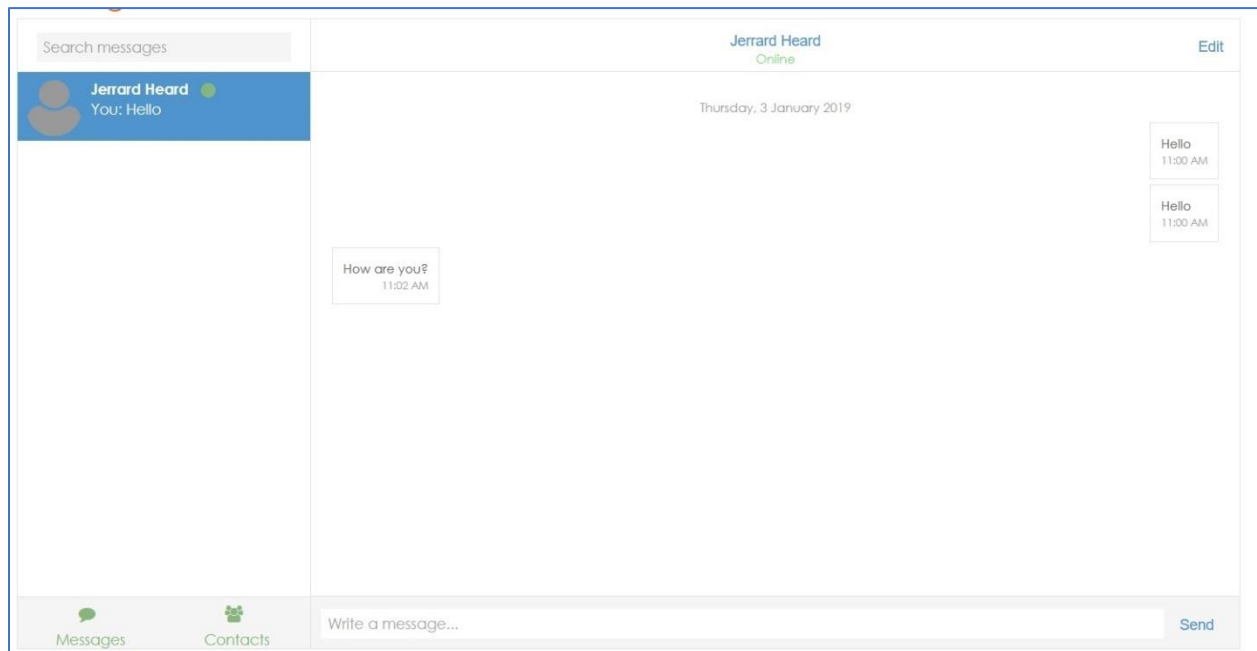 Search messages
Jerrard Heard
You: Hello
Jerrard Heard
Online
Edit
Thursday, 3 January 2019
Hello
11:00 AM
Hello
11:00 AM
How are you?
11:02 AM
Messages
Contacts
Write a message...
Send